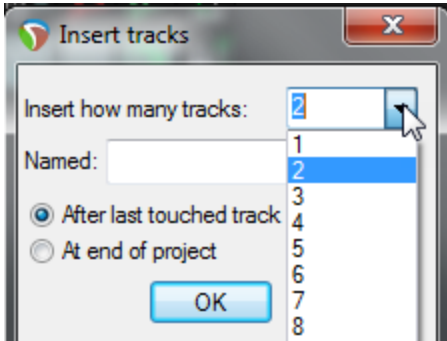 Insert tracks
Insert how many tracks: 2
1
Named:
2
3
After last touched track
4
At end of project
5
6
OK
7
8